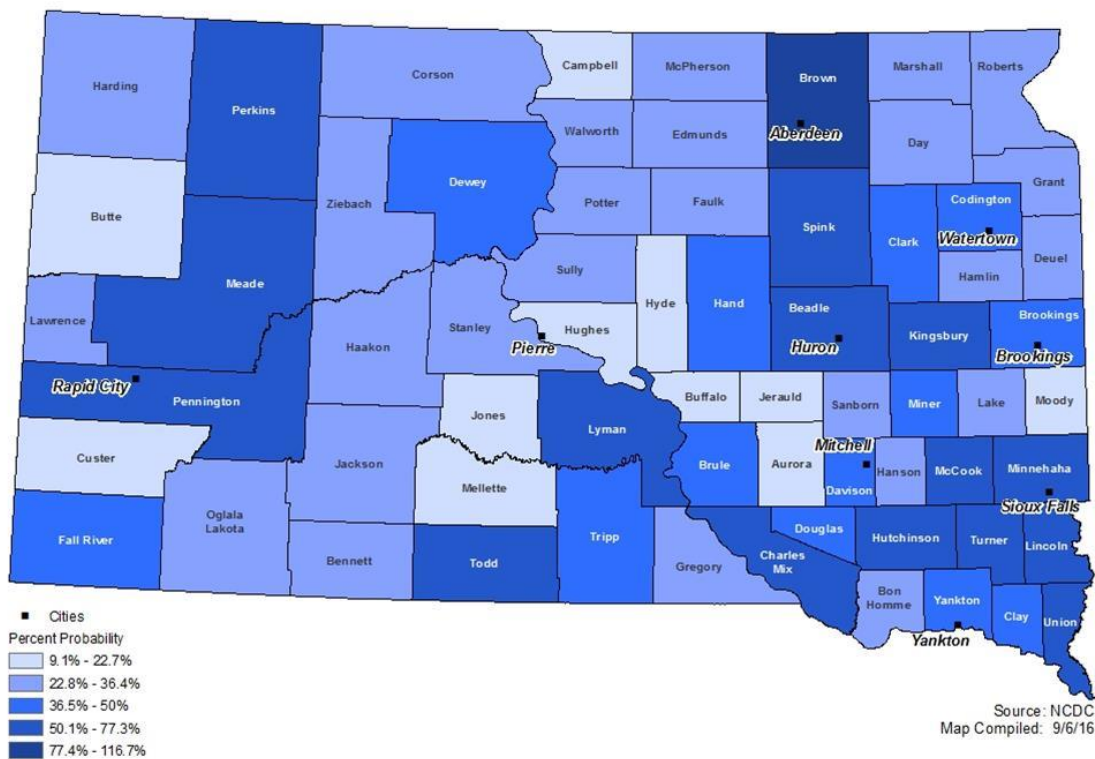 Harding
Perkins
Corson
Campbell
McPherson
Brown
Marshall
Roberts
Aberdeen
Walworth
Edmunds
Day
Grant
Butte
Ziebach
Dewey
Potter
Faulk
Spink
Clark
Codington
Watertown
Deuel
Hamlin
Meade
Sully
Hyde
Hand
Beadle
Huron
Kingsbury
Brookings
Brookings
Lawrence
Haakon
Stanley
Pierre
Hughes
Rapid City
Pennington
Jones
Lyman
Buffalo
Jerauld
Sanborn
Miner
Lake
Moody
Custer
Jackson
Mellette
Brule
Aurora
Mitchell
Davison
Hanson
McCook
Minnehaha
Sioux Falls
Fall River
Oglala
Lakota
Bennett
Todd
Tripp
Gregory
Charles
Mix
Douglas
Hutchinson
Turner
Lincoln
Bon
Homme
Yankton
Yankton
Clay
Union
Cities
Percent Probability
9.1% - 22.7%
22.8% - 36.4%
36.5% - 50%
50.1% - 77.3%
77.4% - 116.7%
Source: NCDC
Map Compiled: 9/6/16